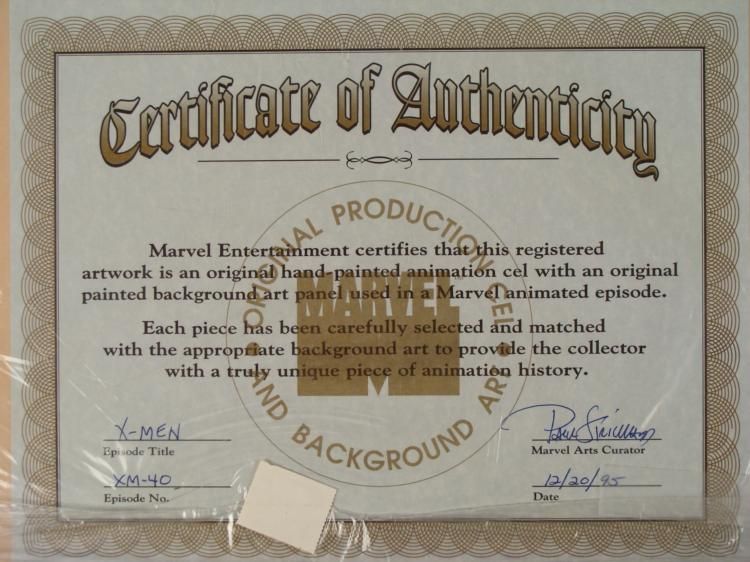 Certificate of Authenticity
ORIGINAL PRODUCTION CEL
Marvel Entertainment certifies that this registered
artwork is an original hand-painted animation cel with an original
painted background art panel used in a Marvel animated episode.
MARVEL
Each piece has been carefully selected and matched
with the appropriate background art to provide the collector
with a truly unique piece of animation history.
AND BACKGROUND ART
X-MEN
Episode Title
Marvel Arts Curator
XM-40
Episode No.
12/20/95
Date